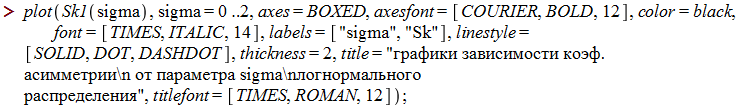 > plot(Sk1(sigma), sigma = 0 ..2, axes = BOXED, axesfont = [COURIER, BOLD, 12], color = black,
font = [TIMES, ITALIC, 14], labels = ["sigma", "Sk"], linestyle =
[SOLID, DOT, DASHDOT], thickness = 2, title = "графики зависимости коэф.
асимметрии\n от параметра sigma\nлогнормального
распределения", titlefont = [TIMES, ROMAN, 12]);